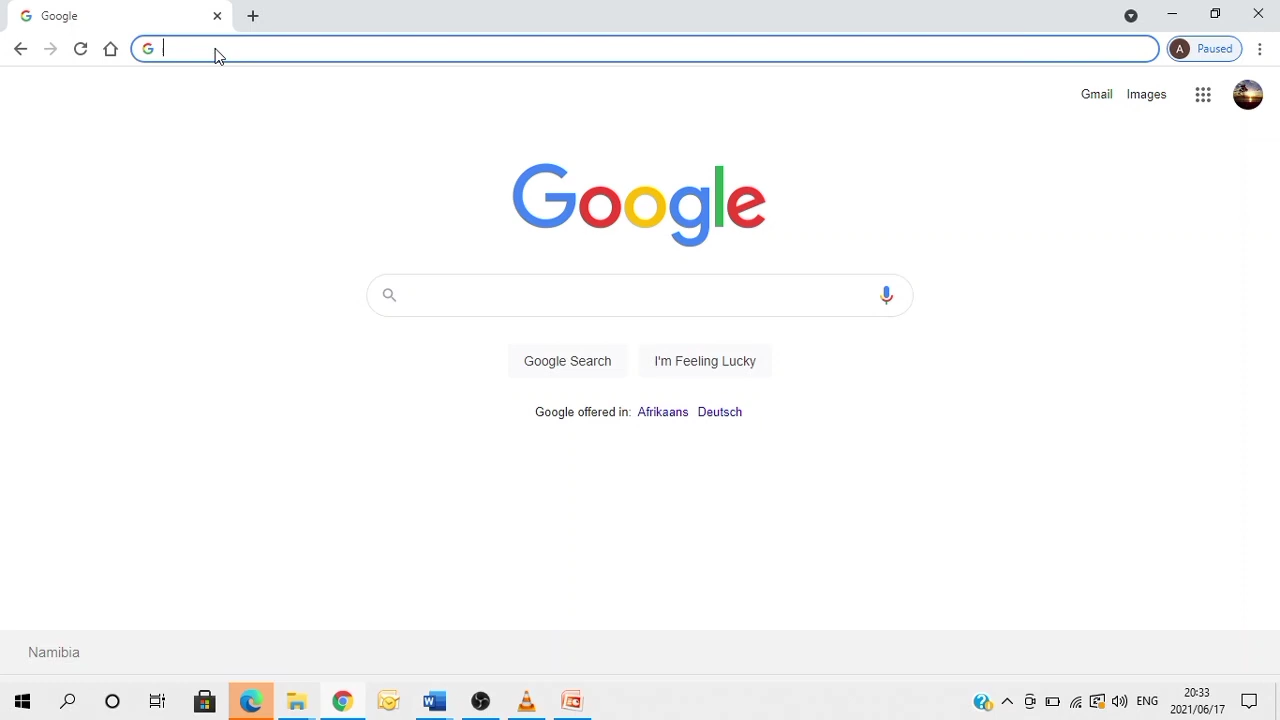 Google
A Paused
Gmail Images
Google
Google Search I'm Feeling Lucky
Google offered in: Afrikaans Deutsch
Namibia
ENG
20:33
2021/06/17